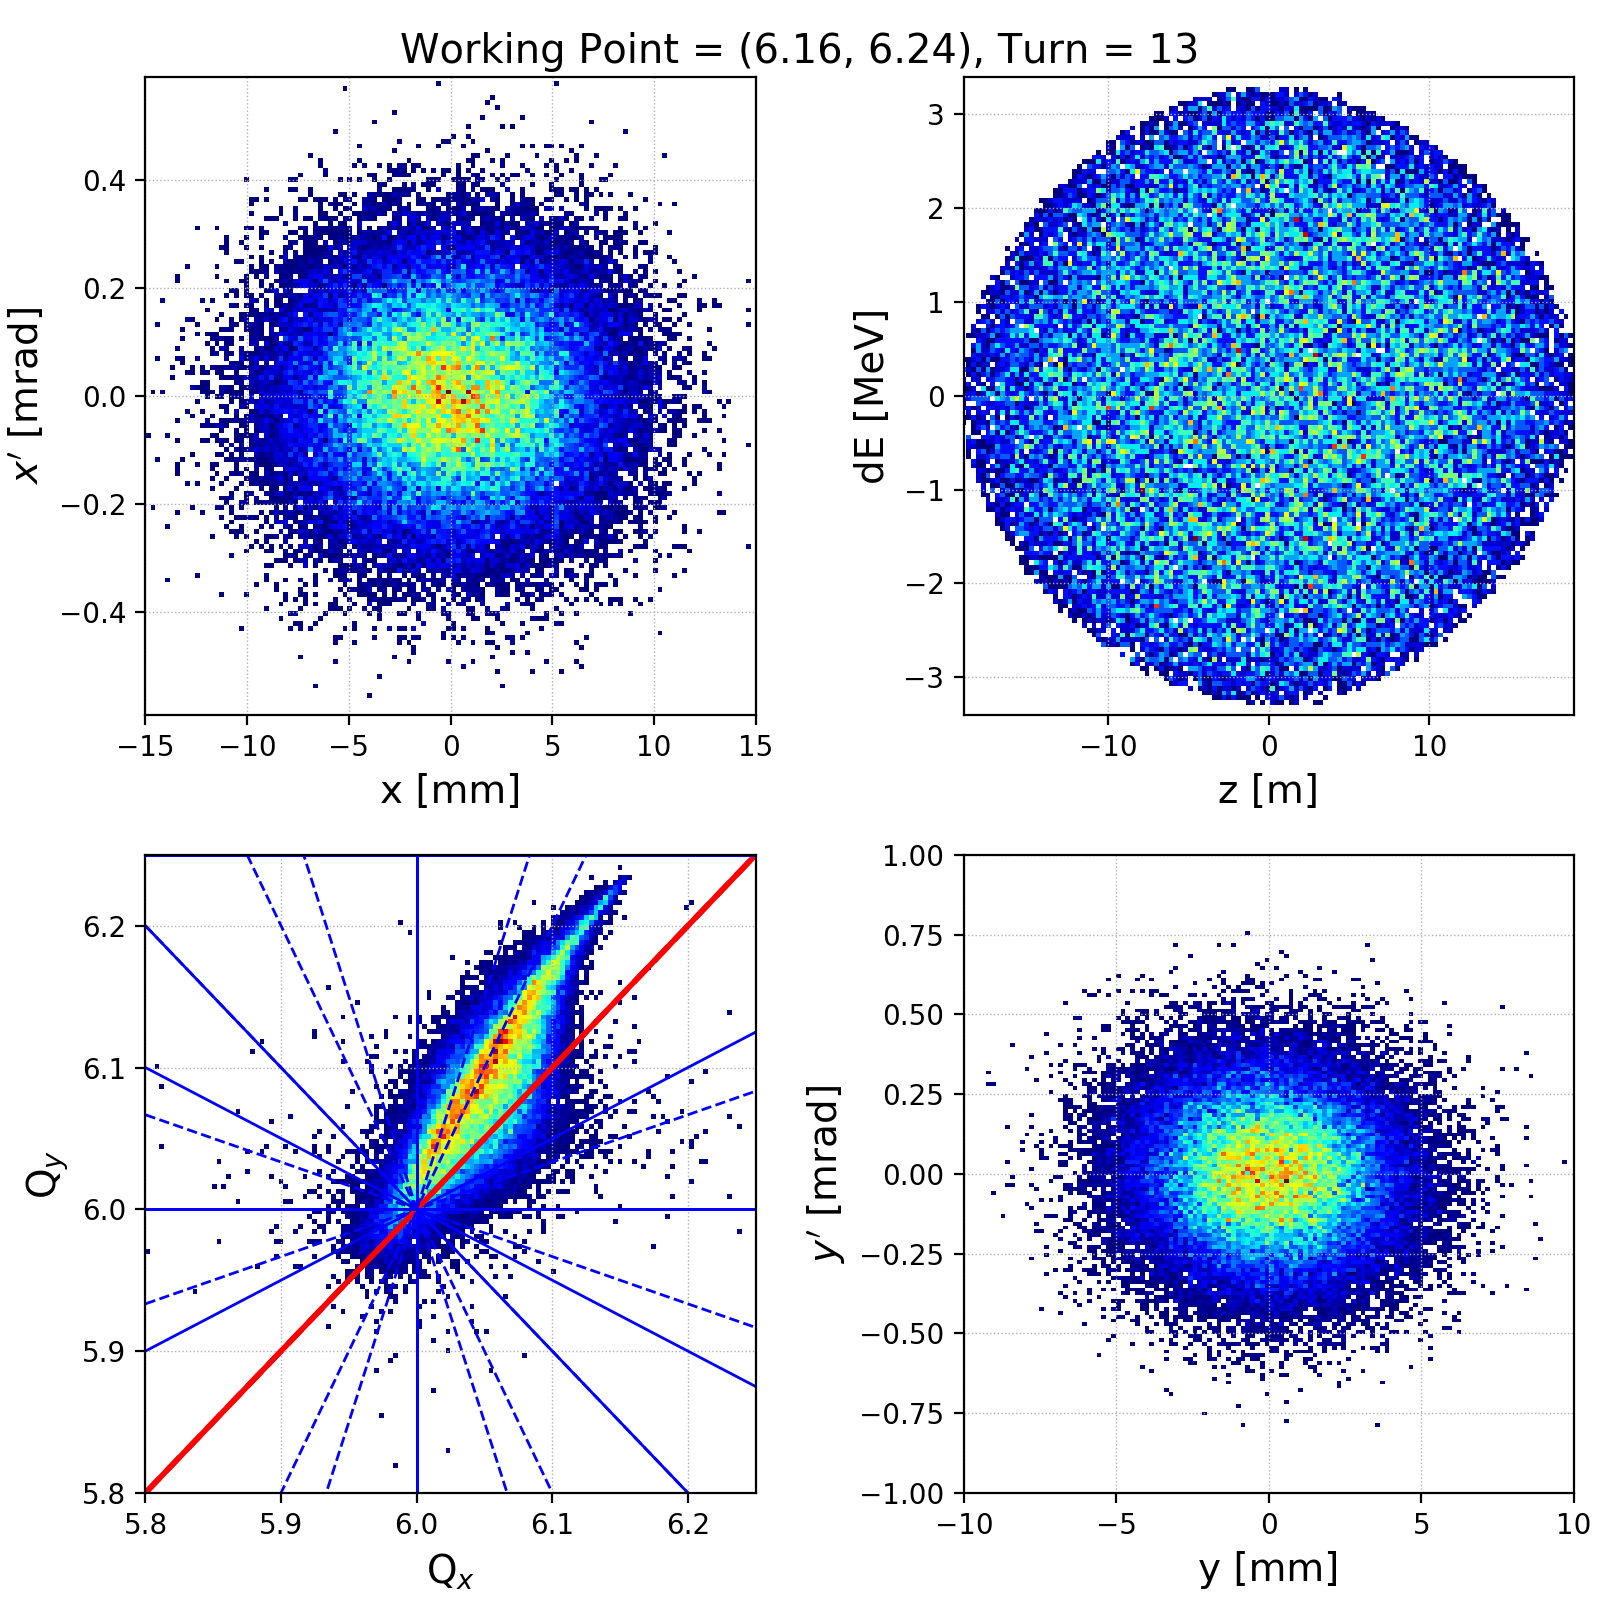 Working Point = (6.16, 6.24), Turn = 13
x′ [mrad]
0.4
0.2
0.0
−0.2
−0.4
−15 −10 −5 0 5 10 15
x [mm]
dE [MeV]
3
2
1
0
−1
−2
−3
−10 0 10
z [m]
Qy
6.2
6.1
6.0
5.9
5.8
5.8 5.9 6.0 6.1 6.2
Qx
y′ [mrad]
1.00
0.75
0.50
0.25
0.00
−0.25
−0.50
−0.75
−1.00
−10 −5 0 5 10
y [mm]